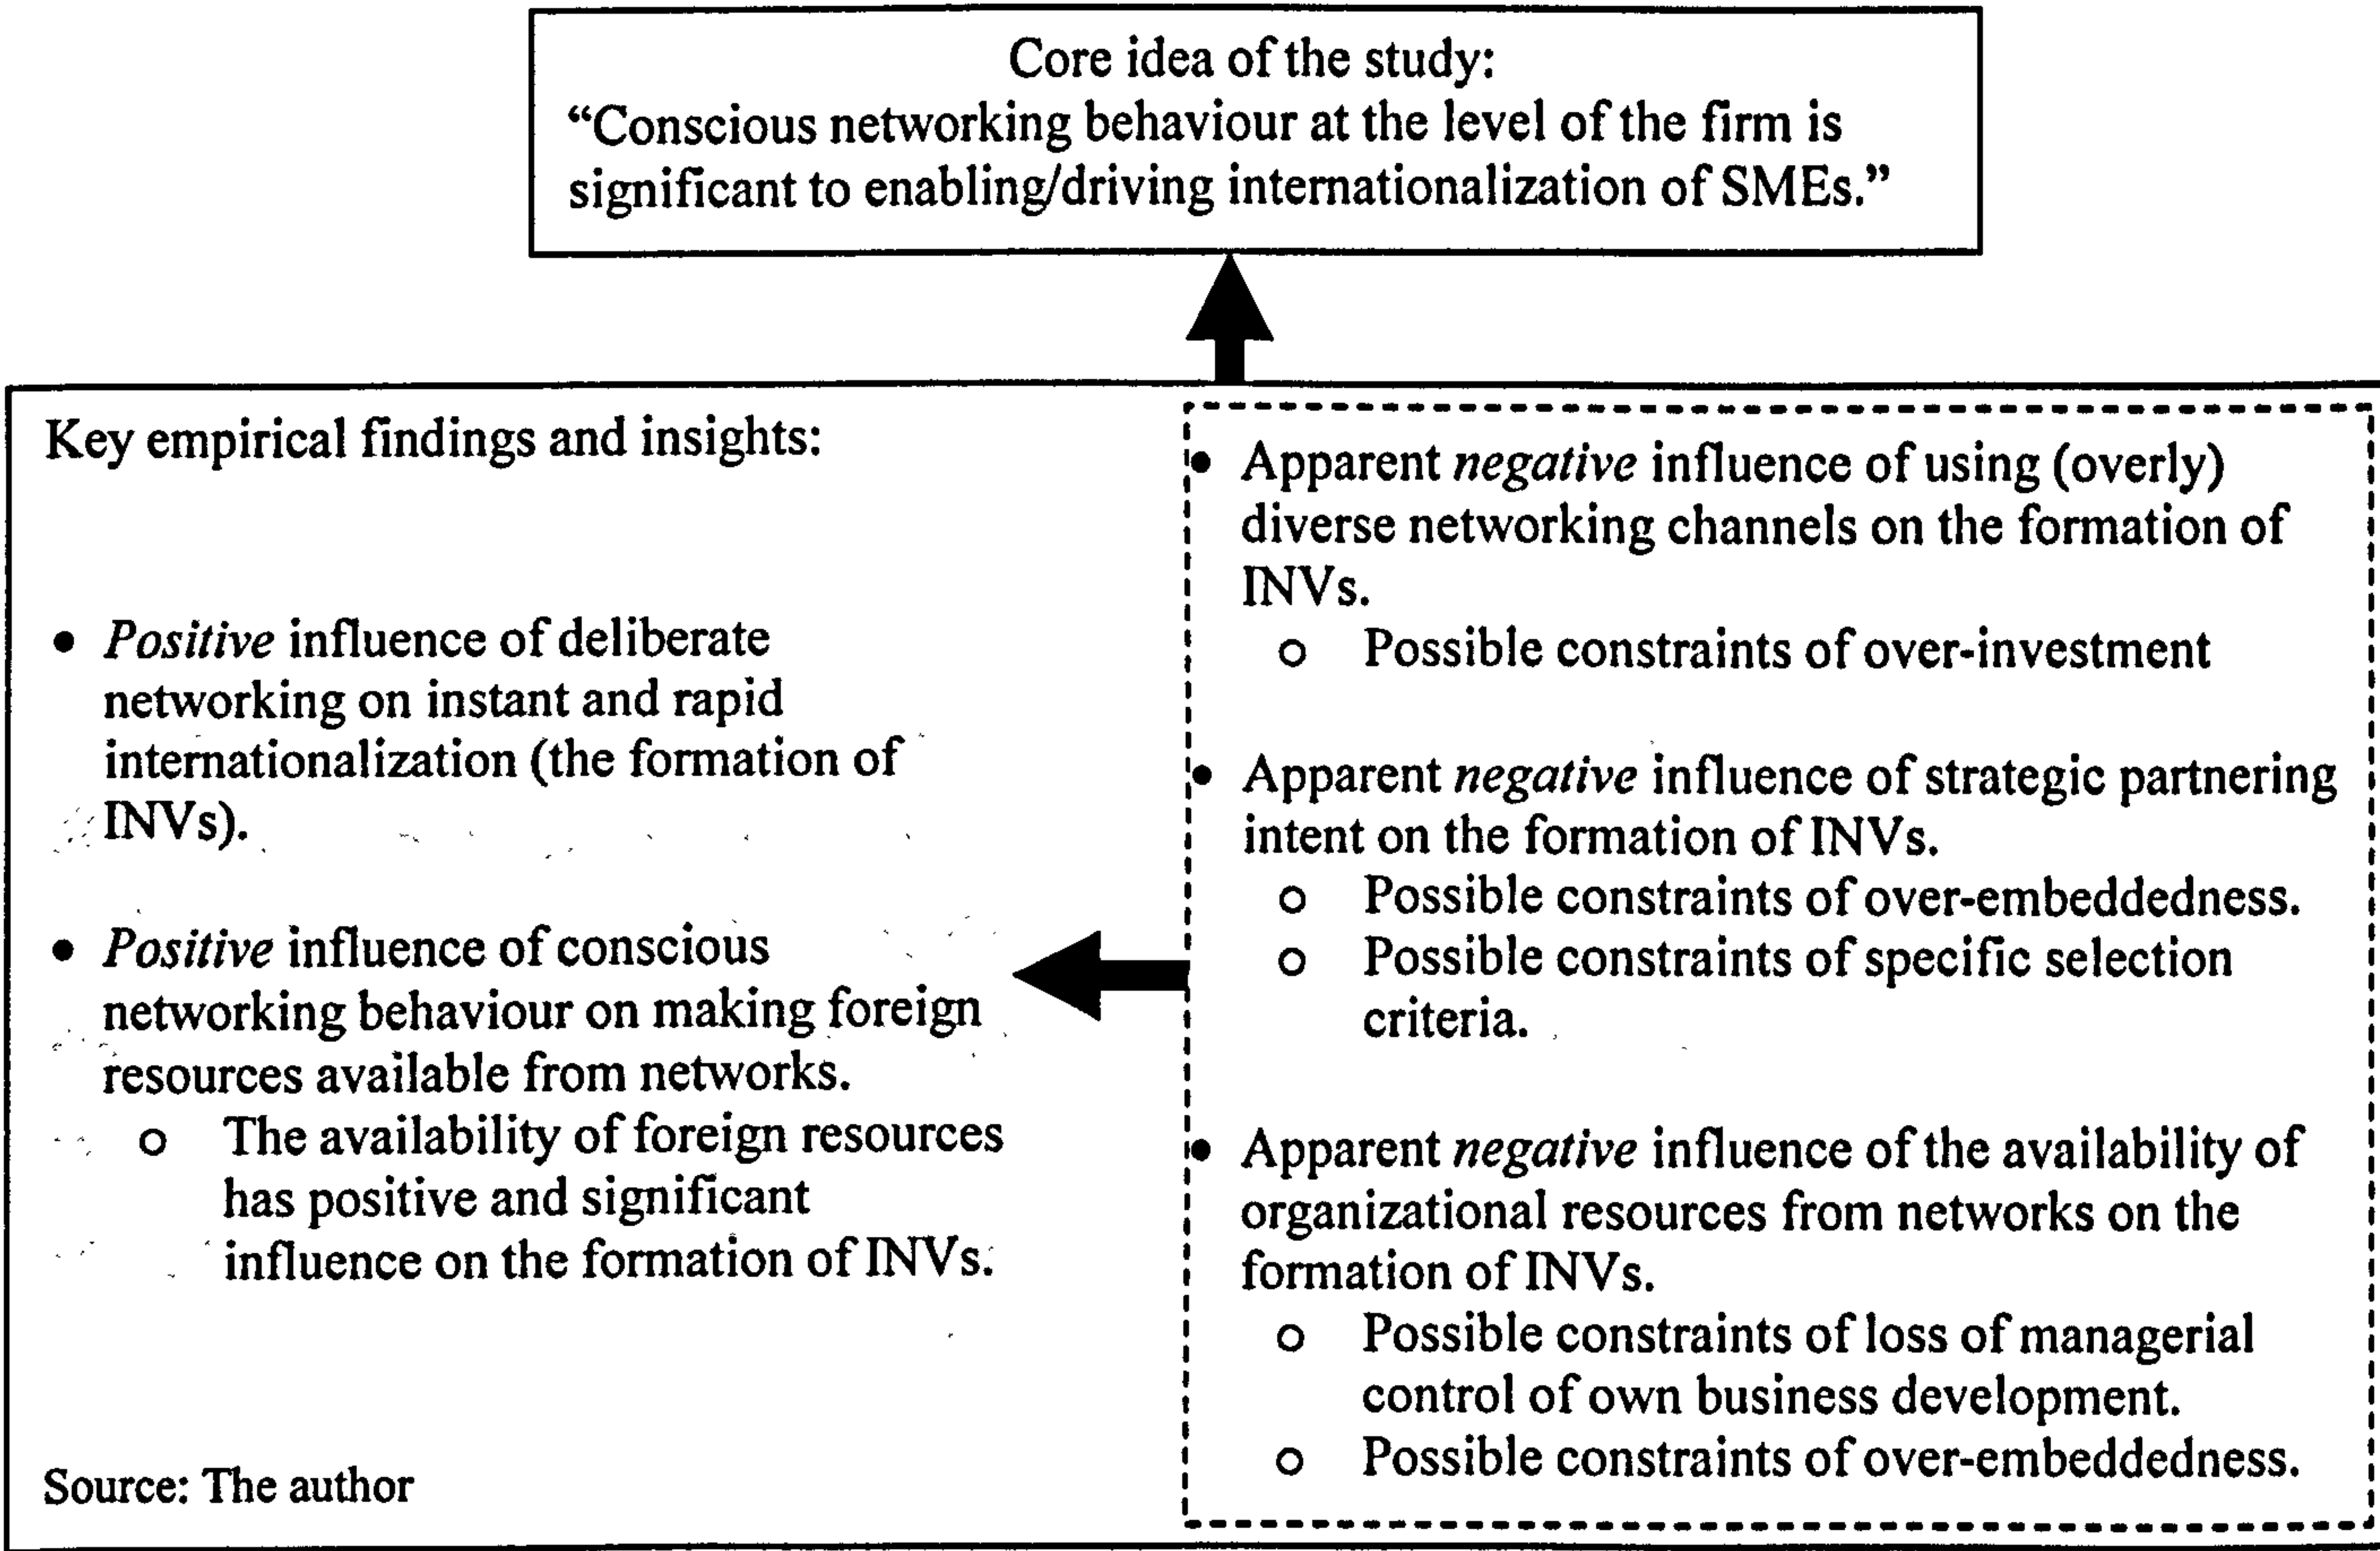 Core idea of the study:
“Conscious networking behaviour at the level of the firm is
significant to enabling/driving internationalization of SMEs.”
Key empirical findings and insights:
• Positive influence of deliberate
networking on instant and rapid
internationalization (the formation of
INVs).
• Positive influence of conscious
networking behaviour on making foreign
resources available from networks.
o The availability of foreign resources
has positive and significant
influence on the formation of INVs.
Source: The author
• Apparent negative influence of using (overly)
diverse networking channels on the formation of
INVs.
o Possible constraints of over-investment
• Apparent negative influence of strategic partnering
intent on the formation of INVs.
o Possible constraints of over-embeddedness.
o Possible constraints of specific selection
criteria.
• Apparent negative influence of the availability of
organizational resources from networks on the
formation of INVs.
o Possible constraints of loss of managerial
control of own business development.
o Possible constraints of over-embeddedness.